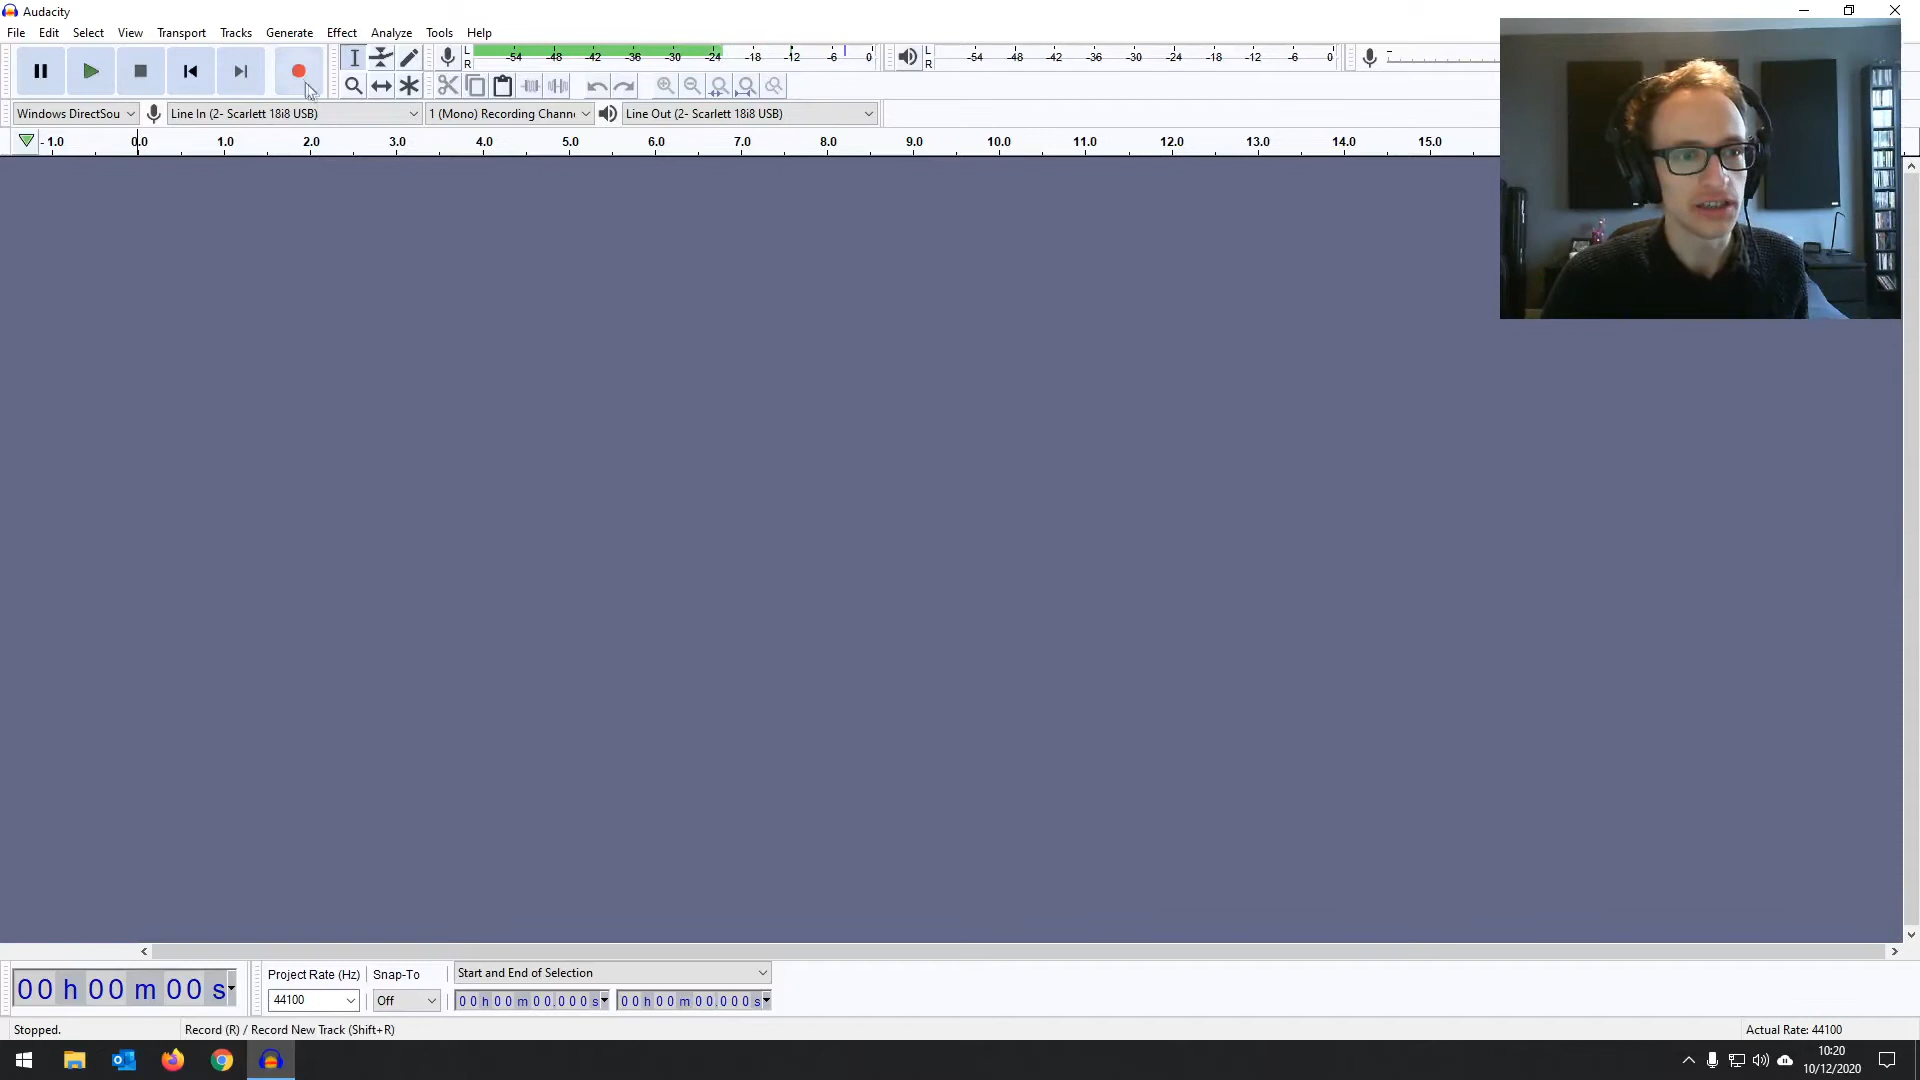 Audacity
File Edit Select View Transport Tracks Generate Effect Analyze Tools Help
L -54 -48 -42 -36 -30 -24 -18 -12 -6 0 L -54 -48 -42 -36 -30 -24 -18 -12 -6 0
R R
Windows DirectSou Line In (2- Scarlett 18i8 USB) 1 (Mono) Recording Chann Line Out (2- Scarlett 18i8 USB)
- 1.0 0.0 1.0 2.0 3.0 4.0 5.0 6.0 7.0 8.0 9.0 10.0 11.0 12.0 13.0 14.0 15.0
Project Rate (Hz) Snap-To Start and End of Selection
00 h 00 m 00 s 44100 Off 00 h 00 m 00.000 s 00 h 00 m 00.000 s
Stopped. Record (R) / Record New Track (Shift+R) Actual Rate: 44100
10:20
10/12/2020